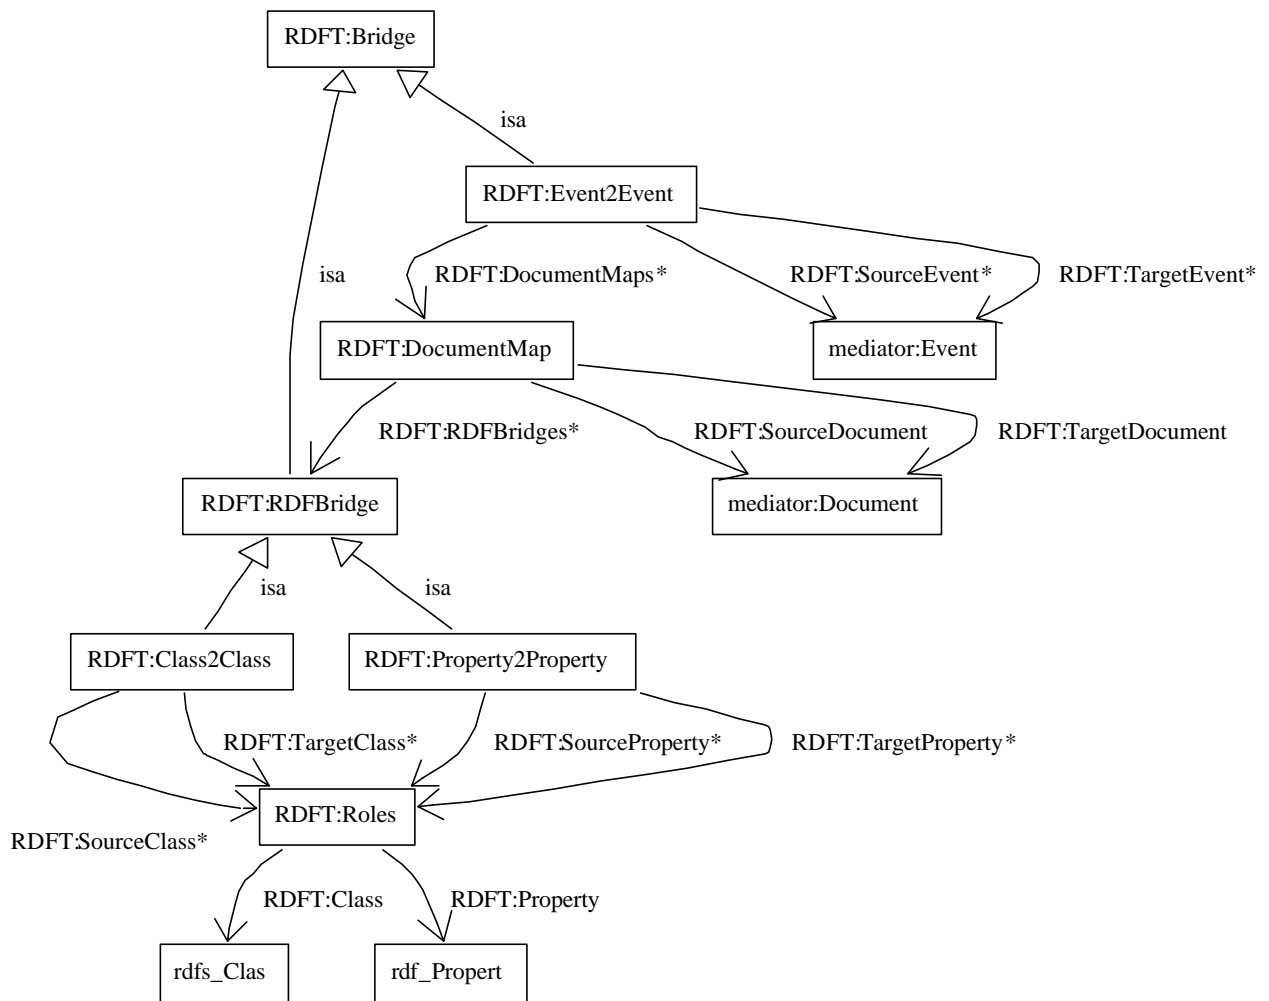 RDFT:Bridge
isa
RDFT:Event2Event
isa
RDFT:DocumentMaps*
RDFT:SourceEvent*
RDFT:TargetEvent*
RDFT:DocumentMap
mediator:Event
RDFT:RDFBridges*
RDFT:SourceDocument
RDFT:TargetDocument
RDFT:RDFBridge
mediator:Document
isa
isa
RDFT:Class2Class
RDFT:Property2Property
RDFT:TargetClass*
RDFT:SourceProperty*
RDFT:TargetProperty*
RDFT:Roles
RDFT:SourceClass*
RDFT:Class
RDFT:Property
rdfs_Clas
rdf_Propert